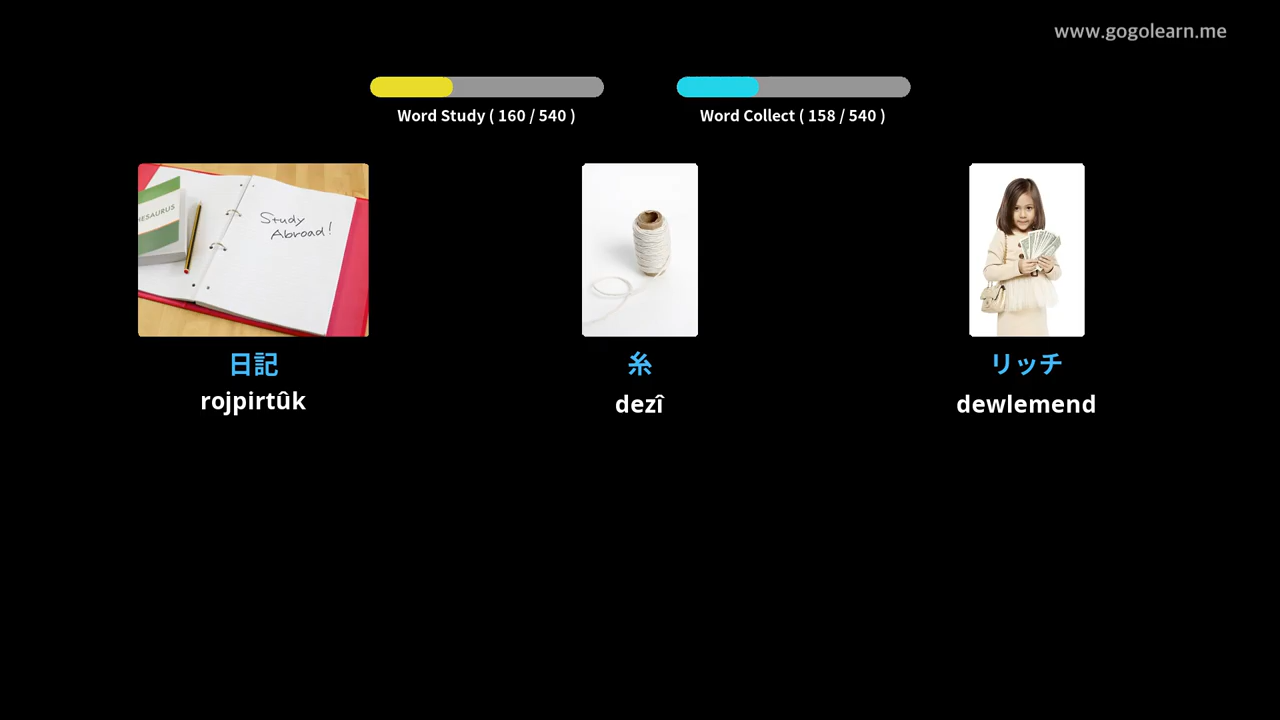 www.gogolearn.me
Word Study ( 160 / 540 )
Word Collect ( 158 / 540 )
HESAURUS
Study
Abroad!
日記
糸
リッチ
rojpirtûk
dezî
dewlemend